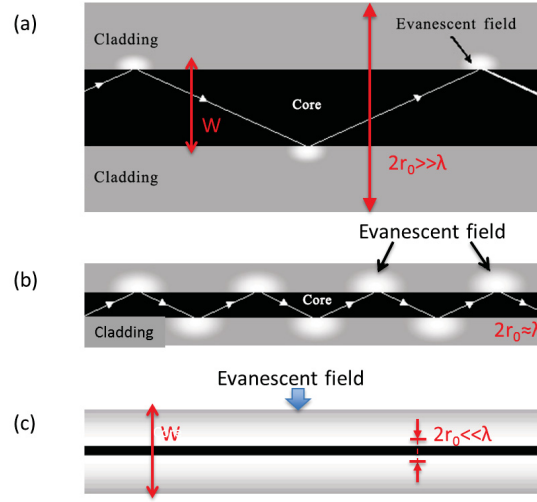 (a)
Cladding
Evanescent field
Core
W
Cladding
2r₀>>λ
Evanescent field
(b)
Core
Cladding
2r₀≈λ
Evanescent field
(c)
W
2r₀<<λ